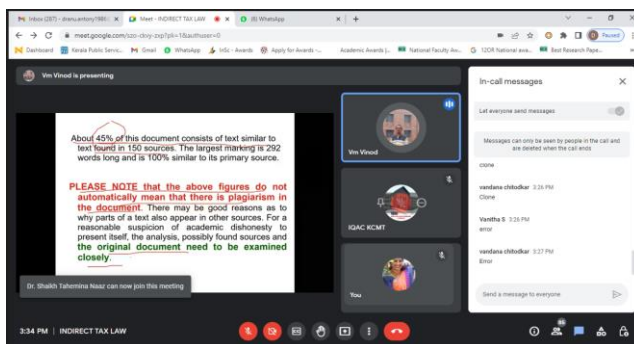 Inbox (287) - drenu.antony1980@
Meet - INDIRECT TAX LAW
(6) WhatsApp
meet.google.com/szo-dnvy-zxp?pli=1&authuser=0
Paused
Dashboard
Kerala Public Servic...
Gmail
WhatsApp
InSc - Awards
Apply for Awards -...
Academic Awards |...
National Faculty Aw...
12OR National awa...
Best Research Pape...
Vm Vinod is presenting
About 45% of this document consists of text similar to
text found in 150 sources. The largest marking is 292
words long and is 100% similar to its primary source.
PLEASE NOTE that the above figures do not
automatically mean that there is plagiarism in
the document. There may be good reasons as to
why parts of a text also appear in other sources. For a
reasonable suspicion of academic dishonesty to
present itself, the analysis, possibly found sources and
the original document need to be examined
closely.
Dr. Shaikh Tahemina Naaz can now join this meeting
Vm Vinod
IQAC KCMT
You
In-call messages
Let everyone send messages
Messages can only be seen by people in the call and
are deleted when the call ends
clone
vandana chitodkar 3:26 PM
Clone
Vanitha S 3:26 PM
error
vandana chitodkar 3:27 PM
Error
Send a message to everyone
3:34 PM | INDIRECT TAX LAW